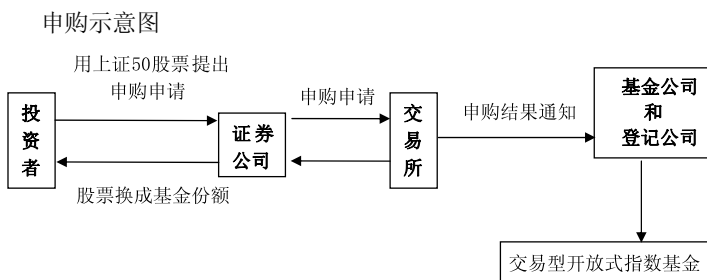 申购示意图
用上证50股票提出
申购申请
投
资
者
证券
公司
申购申请
交
易
所
申购结果通知
基金公司
和
登记公司
股票换成基金份额
交易型开放式指数基金